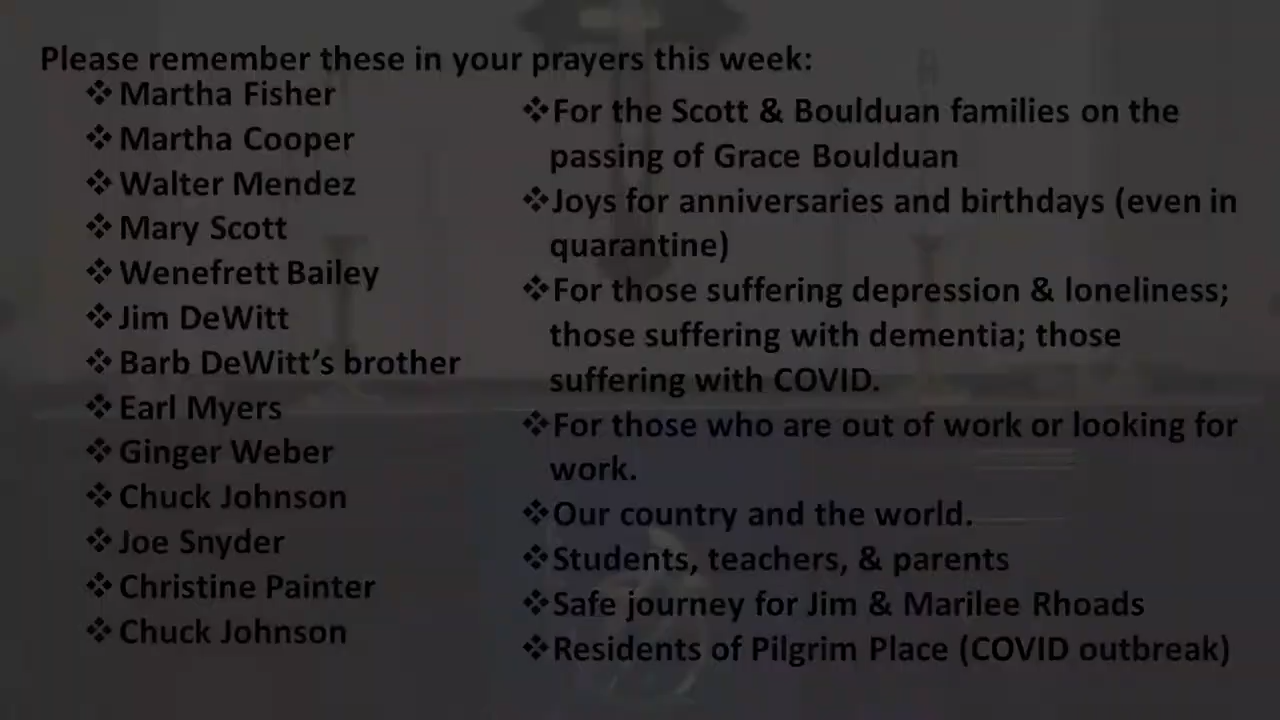 Please remember these in your prayers this week:
❖Martha Fisher
❖Martha Cooper
❖Walter Mendez
❖Mary Scott
❖Wenefrett Bailey
❖Jim DeWitt
❖Barb DeWitt’s brother
❖Earl Myers
❖Ginger Weber
❖Chuck Johnson
❖Joe Snyder
❖Christine Painter
❖Chuck Johnson
❖For the Scott & Boulduan families on the
passing of Grace Boulduan
❖Joys for anniversaries and birthdays (even in
quarantine)
❖For those suffering depression & loneliness;
those suffering with dementia; those
suffering with COVID.
❖For those who are out of work or looking for
work.
❖Our country and the world.
❖Students, teachers, & parents
❖Safe journey for Jim & Marilee Rhoads
❖Residents of Pilgrim Place (COVID outbreak)